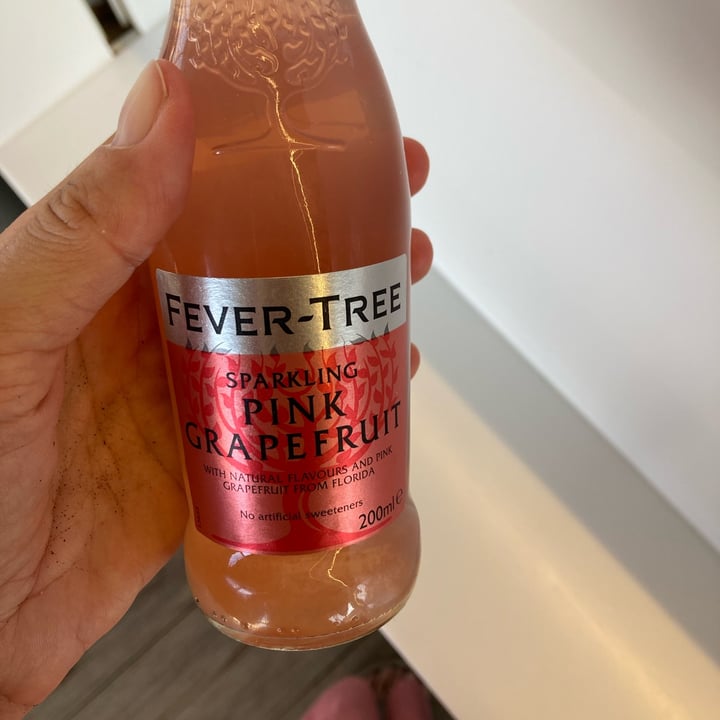 FEVER-TREE
SPARKLING
PINK
GRAPEFRUIT
WITH NATURAL FLAVOURS AND PINK
GRAPEFRUIT FROM FLORIDA
No artificial sweeteners
200ml ℮